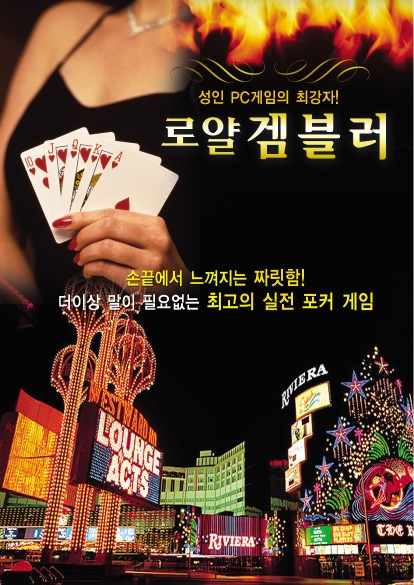 성인 PC게임의 최강자!
로얄겜블러
10 J Q K A
손끝에서 느껴지는 짜릿함!
더이상 말이 필요없는 최고의 실전 포커 게임
RIVIERA
LOUNGE
ACTS
RIVIERA